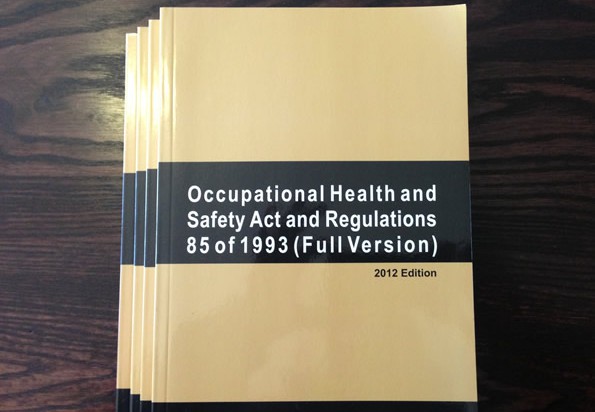 Occupational Health and
Safety Act and Regulations
85 of 1993 (Full Version)
2012 Edition